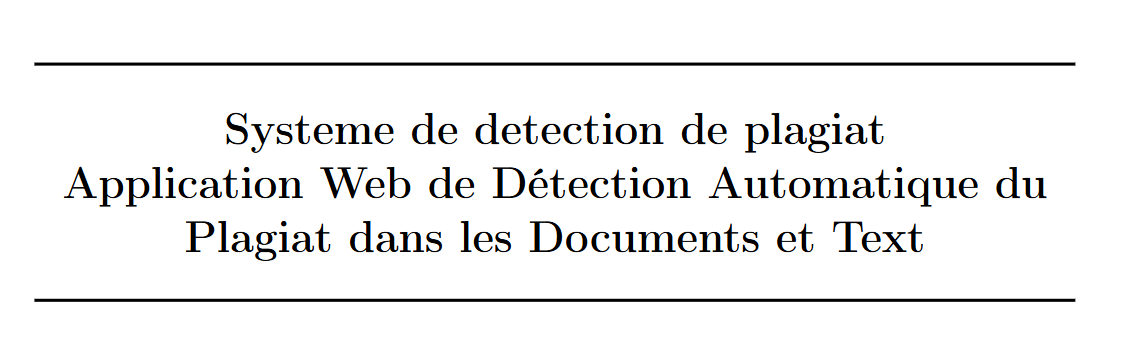 Systeme de detection de plagiat
Application Web de Détection Automatique du
Plagiat dans les Documents et Text